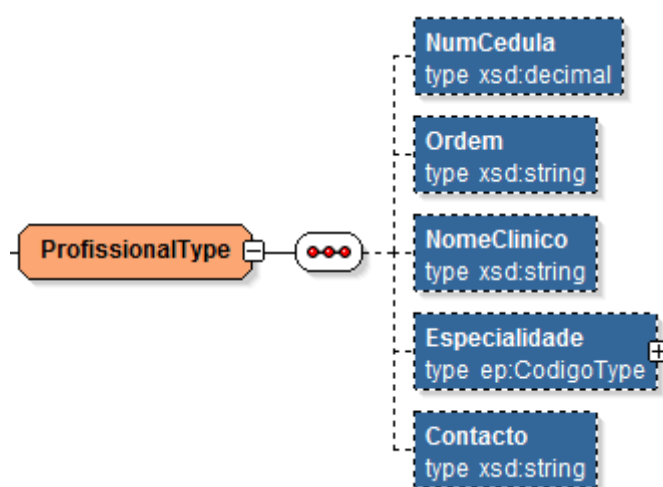 NumCedula
type xsd:decimal
Ordem
type xsd:string
ProfissionalType
NomeClinico
type xsd:string
Especialidade
type ep:CodigoType
Contacto
type xsd:string